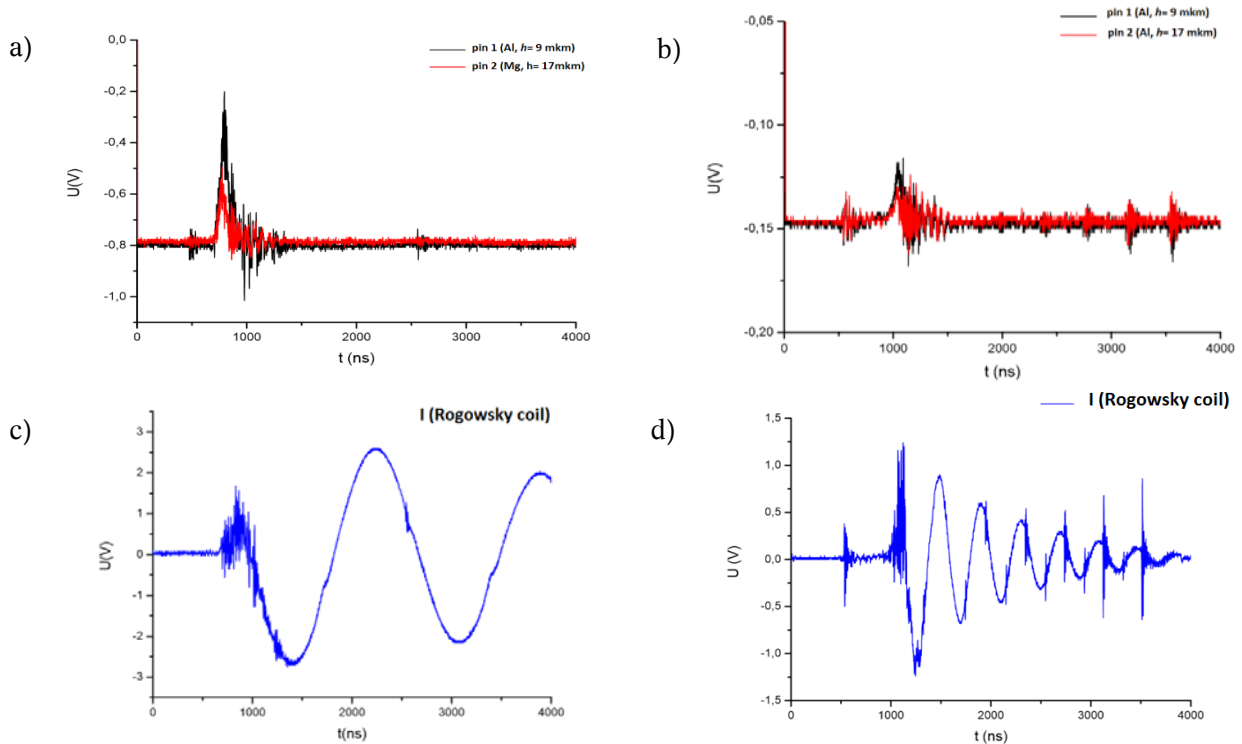 a)
pin 1 (Al, h= 9 mkm)
pin 2 (Mg, h= 17mkm)
0,0
-0,2
-0,4
-0,6
-0,8
-1,0
U(V)
0
1000
2000
3000
4000
t (ns)
b)
pin 1 (Al, h= 9 mkm)
pin 2 (Al, h= 17 mkm)
-0,05
-0,10
-0,15
-0,20
U(V)
0
1000
2000
3000
4000
t (ns)
c)
I (Rogowsky coil)
3
2
1
0
-1
-2
-3
U(V)
0
1000
2000
3000
4000
t(ns)
d)
I (Rogowsky coil)
1,5
1,0
0,5
0,0
-0,5
-1,0
-1,5
U (V)
0
1000
2000
3000
4000
t (ns)